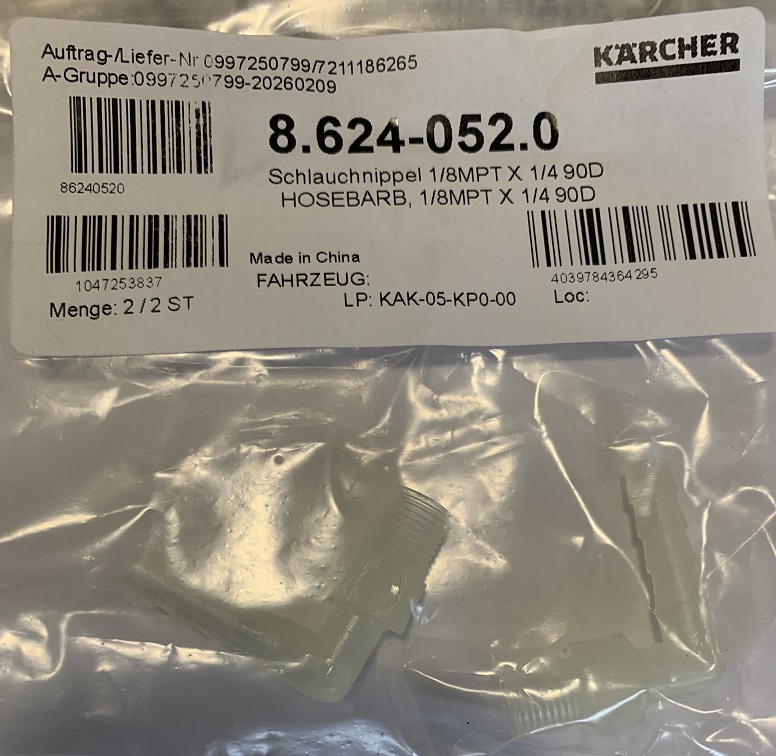 Auftrag-/Liefer-Nr 0997250799/7211186265
A-Gruppe:0997250799-20260209
KÄRCHER
8.624-052.0
86240520
Schlauchnippel 1/8MPT X 1/4 90D
HOSEBARB, 1/8MPT X 1/4 90D
1047253837
Made in China
FAHRZEUG:
4039784364295
Menge: 2 / 2 ST
LP: KAK-05-KP0-00
Loc: